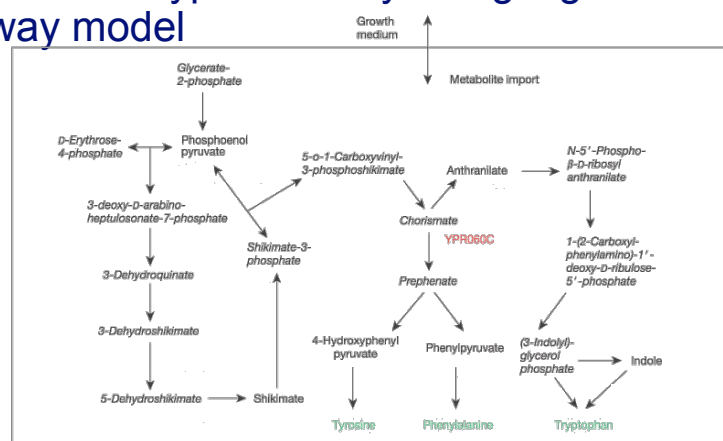 way model
Growth
medium
Metabolite import
Glycerate-
2-phosphate
D-Erythrose-
4-phosphate
Phosphoenol
pyruvate
5-o-1-Carboxyvinyl-
3-phosphoshikimate
Anthranilate
N-5'-Phospho-
β-D-ribosyl
anthranilate
3-deoxy-D-arabino-
heptulosonate-7-phosphate
Chorismate
YPR060C
Shikimate-3-
phosphate
1-(2-Carboxyl-
phenylamino)-1'-
deoxy-D-ribulose-
5'-phosphate
3-Dehydroquinate
Prephenate
3-Dehydroshikimate
4-Hydroxyphenyl
pyruvate
Phenylpyruvate
(3-Indolyl)-
glycerol
phosphate
Indole
5-Dehydroshikimate
Shikimate
Tyrosine
Phenylalanine
Tryptophan